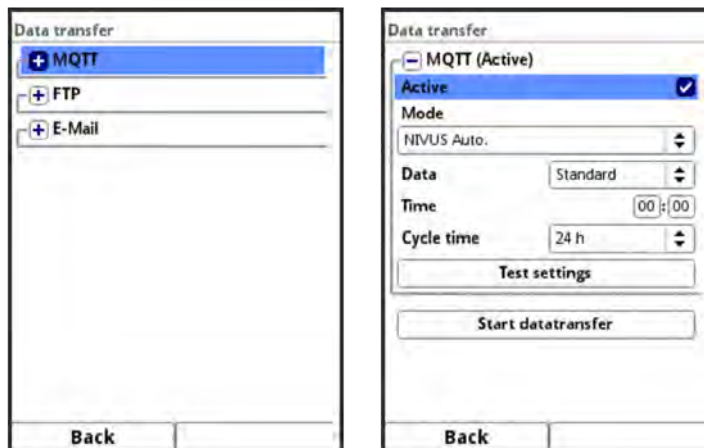 Data transfer
MQTT
FTP
E-Mail
Back
Data transfer
MQTT (Active)
Active
Mode
NIVUS Auto.
Data Standard
Time 00 : 00
Cycle time 24 h
Test settings
Start datatransfer
Back